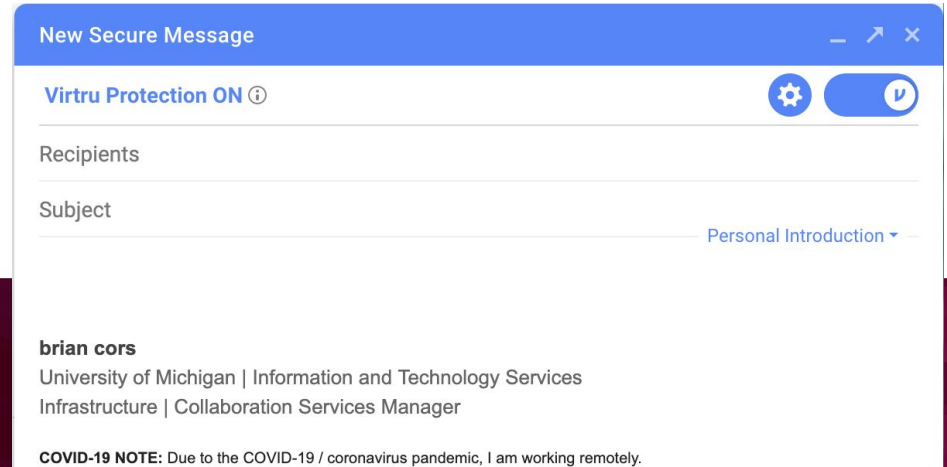 New Secure Message
Virtru Protection ON
Recipients
Subject
Personal Introduction
brian cors
University of Michigan | Information and Technology Services
Infrastructure | Collaboration Services Manager
COVID-19 NOTE: Due to the COVID-19 / coronavirus pandemic, I am working remotely.